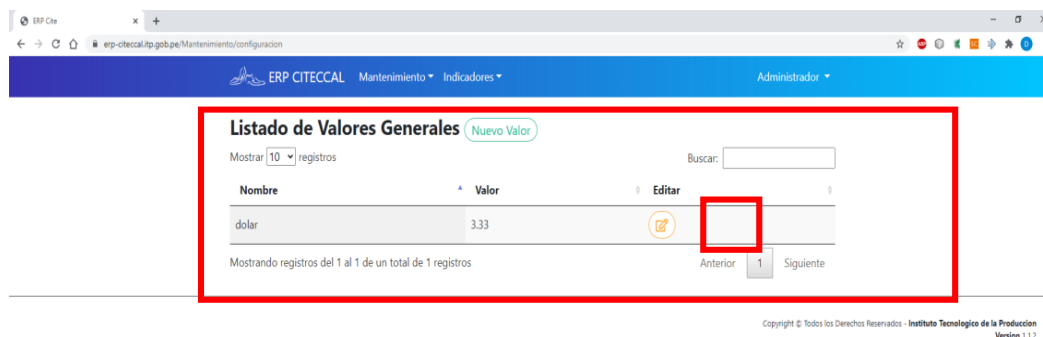 ERP Cite
erp-citeccal.itp.gob.pe/Mantenimiento/configuracion
ERP CITECCAL Mantenimiento Indicadores Administrador
Listado de Valores Generales Nuevo Valor
Mostrar 10 registros Buscar:
Nombre Valor Editar
dolar 3.33
Mostrando registros del 1 al 1 de un total de 1 registros Anterior 1 Siguiente
Copyright © Todos los Derechos Reservados - Instituto Tecnologico de la Produccion
Version 1.1.2